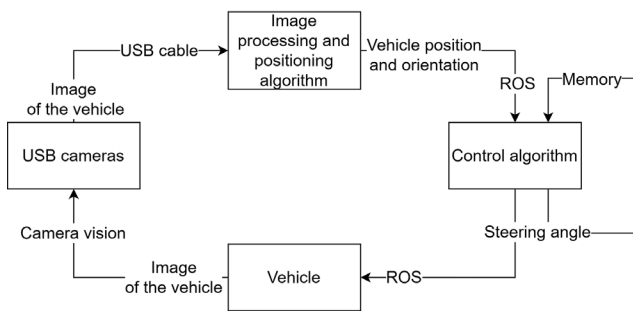 Image
processing and
positioning
algorithm
USB cable
Vehicle position
and orientation
ROS
Memory
Image
of the vehicle
USB cameras
Control algorithm
Camera vision
Steering angle
Image
of the vehicle
Vehicle
ROS